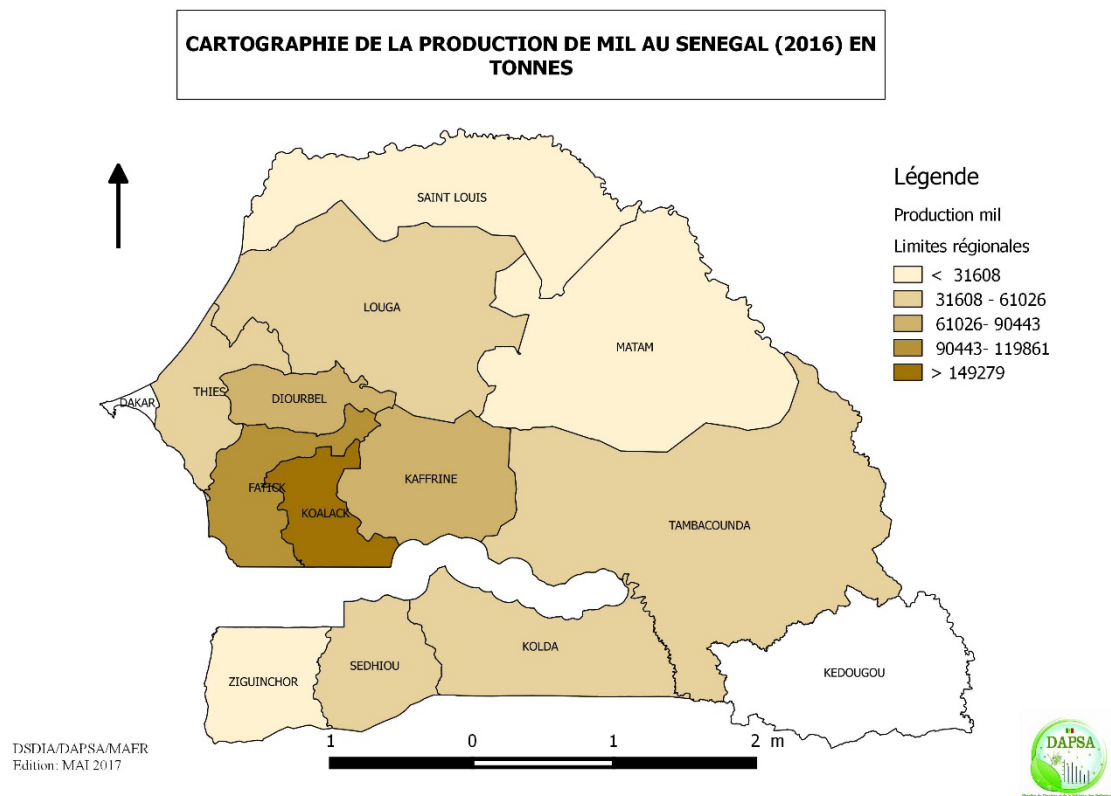 CARTOGRAPHIE DE LA PRODUCTION DE MIL AU SENEGAL (2016) EN
TONNES
Légende
Production mil
Limites régionales
< 31608
31608 - 61026
61026- 90443
90443- 119861
> 149279
SAINT LOUIS
LOUGA
MATAM
THIES
DAKAR
DIOURBEL
FATICK
KOALACK
KAFFRINE
TAMBACOUNDA
ZIGUINCHOR
SEDHIOU
KOLDA
KEDOUGOU
1 0 1 2 m
DSDIA/DAPSA/MAER
Edition: MAI 2017
DAPSA